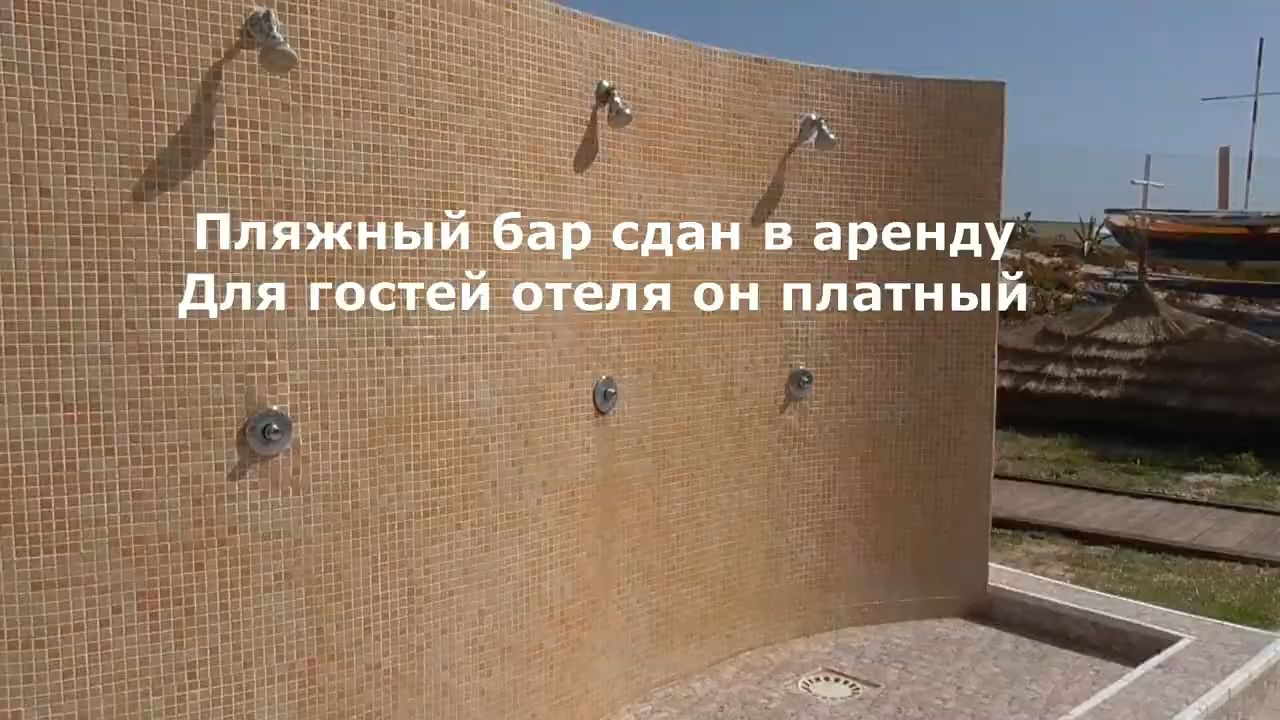 Пляжный бар сдан в аренду
Для гостей отеля он платный